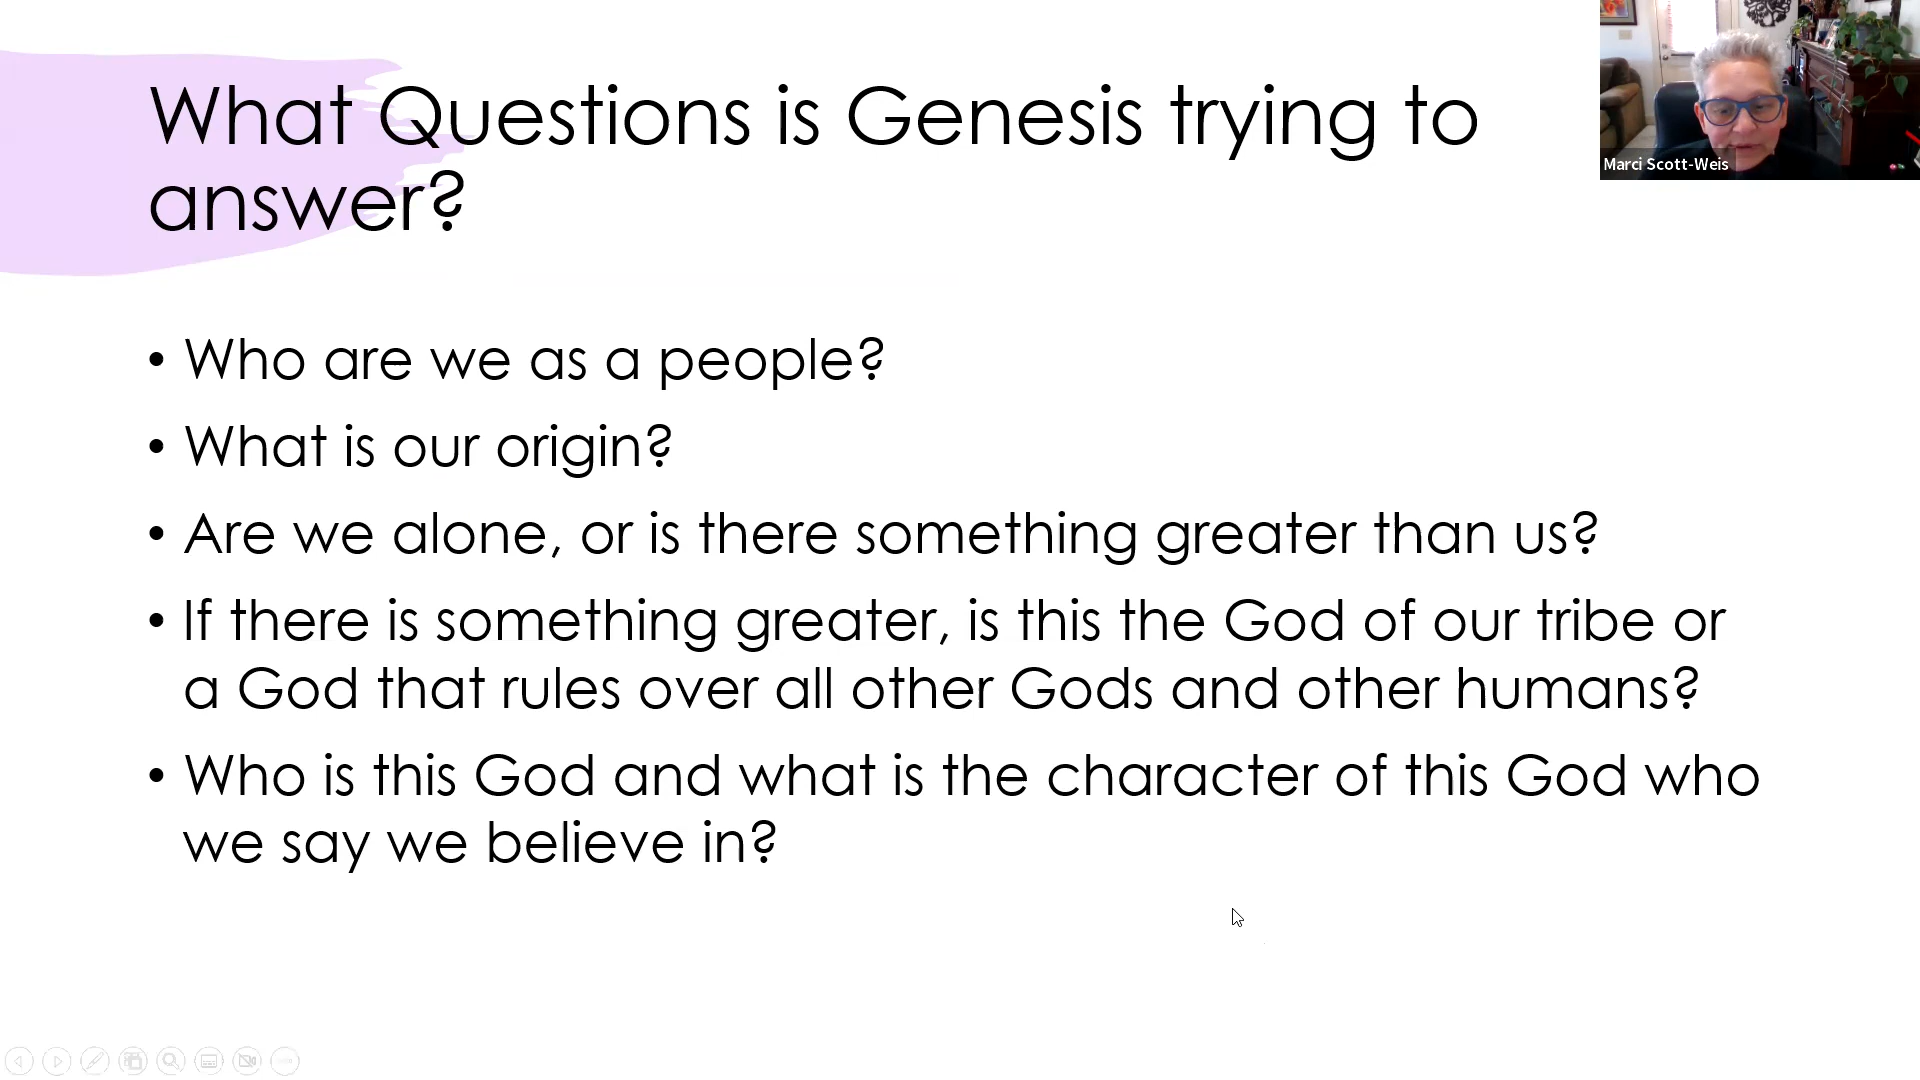 What Questions is Genesis trying to
answer?
Marci Scott-Weis
• Who are we as a people?
• What is our origin?
• Are we alone, or is there something greater than us?
• If there is something greater, is this the God of our tribe or
a God that rules over all other Gods and other humans?
• Who is this God and what is the character of this God who
we say we believe in?